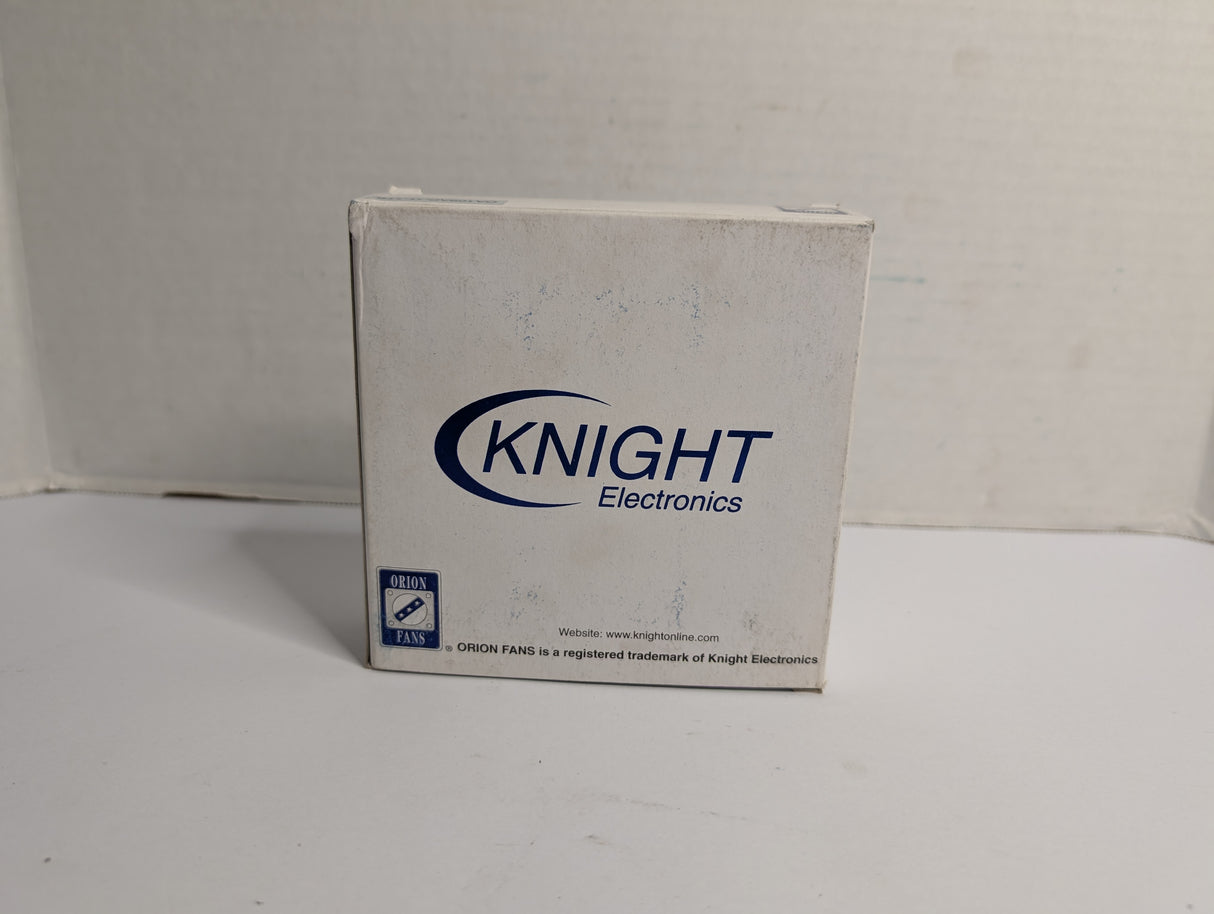 KNIGHT
Electronics
ORION
FANS
Website: www.knightonline.com
® ORION FANS is a registered trademark of Knight Electronics